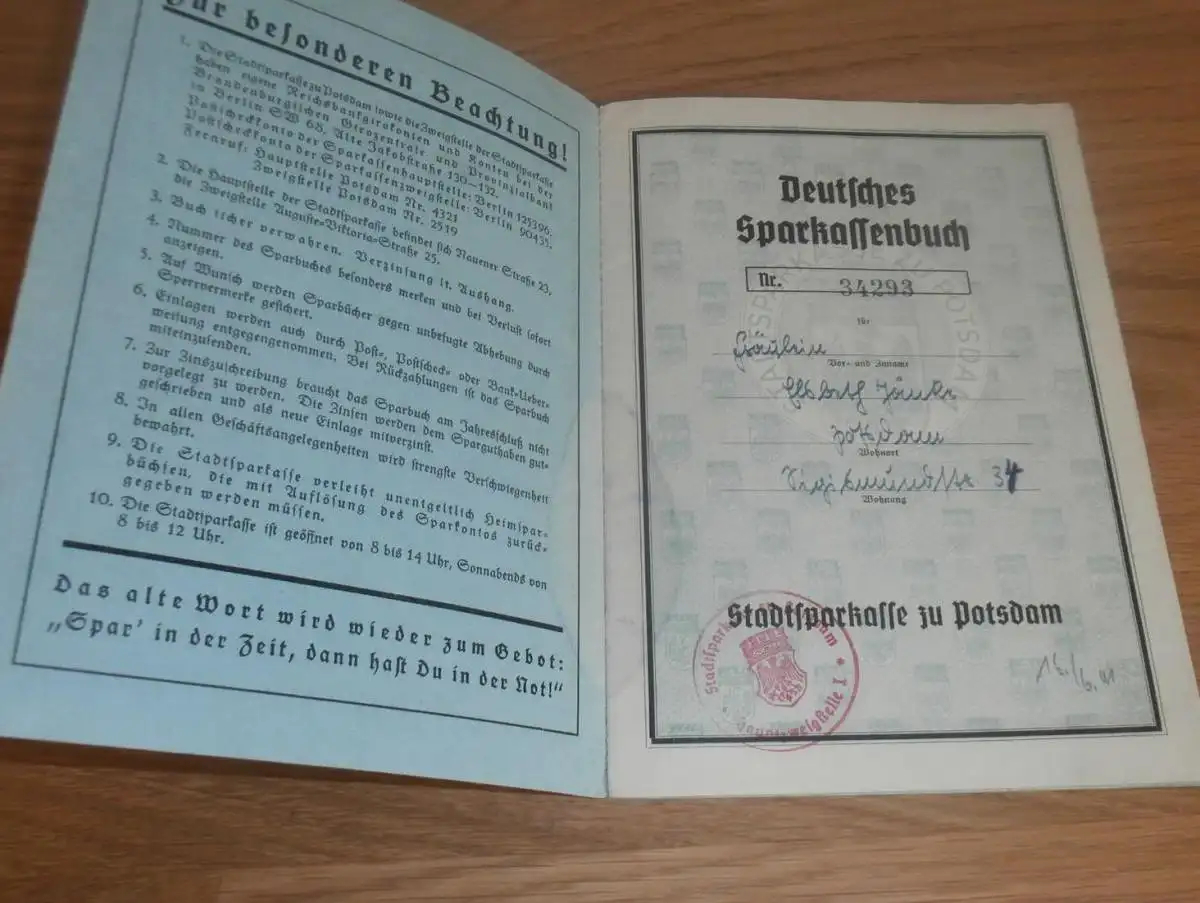 Zur besonderen Beachtung!
1. Die Stadtsparkasse zu Potsdam sowie die Zweigstelle der Stadtsparkasse
haben eigene Reichsbankgirokonten und Konten bei der
Brandenburgischen Girozentrale und Provinzialbank
in Berlin SW 68, Alte Jakobstraße 130—132.
Postscheckkonto der Sparkassenhauptstelle: Berlin 125396.
Postscheckkonto der Sparkassenzweigstelle: Berlin 90435.
Fernruf: Hauptstelle Potsdam Nr. 4321
Zweigstelle Potsdam Nr. 2519
2. Die Hauptstelle der Stadtsparkasse befindet sich Nauener Straße 23,
die Zweigstelle Auguste-Viktoria-Straße 25.
3. Buch sicher verwahren. Verzinsung lt. Aushang.
4. Nummer des Sparbuches besonders merken und bei Verlust sofort
anzeigen.
5. Auf Wunsch werden Sparbücher gegen unbefugte Abhebung durch
Sperrvermerke gesichert.
6. Einlagen werden auch durch Post-, Postscheck- oder Bank-Ueber-
weisung entgegengenommen. Bei Rückzahlungen ist das Sparbuch
miteinzusenden.
7. Zur Zinszuschreibung braucht das Sparbuch am Jahresschluß nicht
vorgelegt zu werden. Die Zinsen werden dem Sparguthaben gut-
geschrieben und als neue Einlage mitverzinst.
8. In allen Geschäftsangelegenheiten wird strengste Verschwiegenheit
bewahrt.
9. Die Stadtsparkasse verleiht unentgeltlich Heimspar-
büchsen, die mit Auflösung des Sparkontos zurück-
gegeben werden müssen.
10. Die Stadtsparkasse ist geöffnet von 8 bis 14 Uhr, Sonnabends von
8 bis 12 Uhr.
Das alte Wort wird wieder zum Gebot:
„Spar' in der Zeit, dann hast Du in der Not!“
Deutsches
Sparkassenbuch
Nr. 34293
für
Fräulein
Vor- und Zuname
Elsbeth
Potsdam
Wohnort
Sigismundstr 34
Wohnung
Stadtsparkasse zu Potsdam